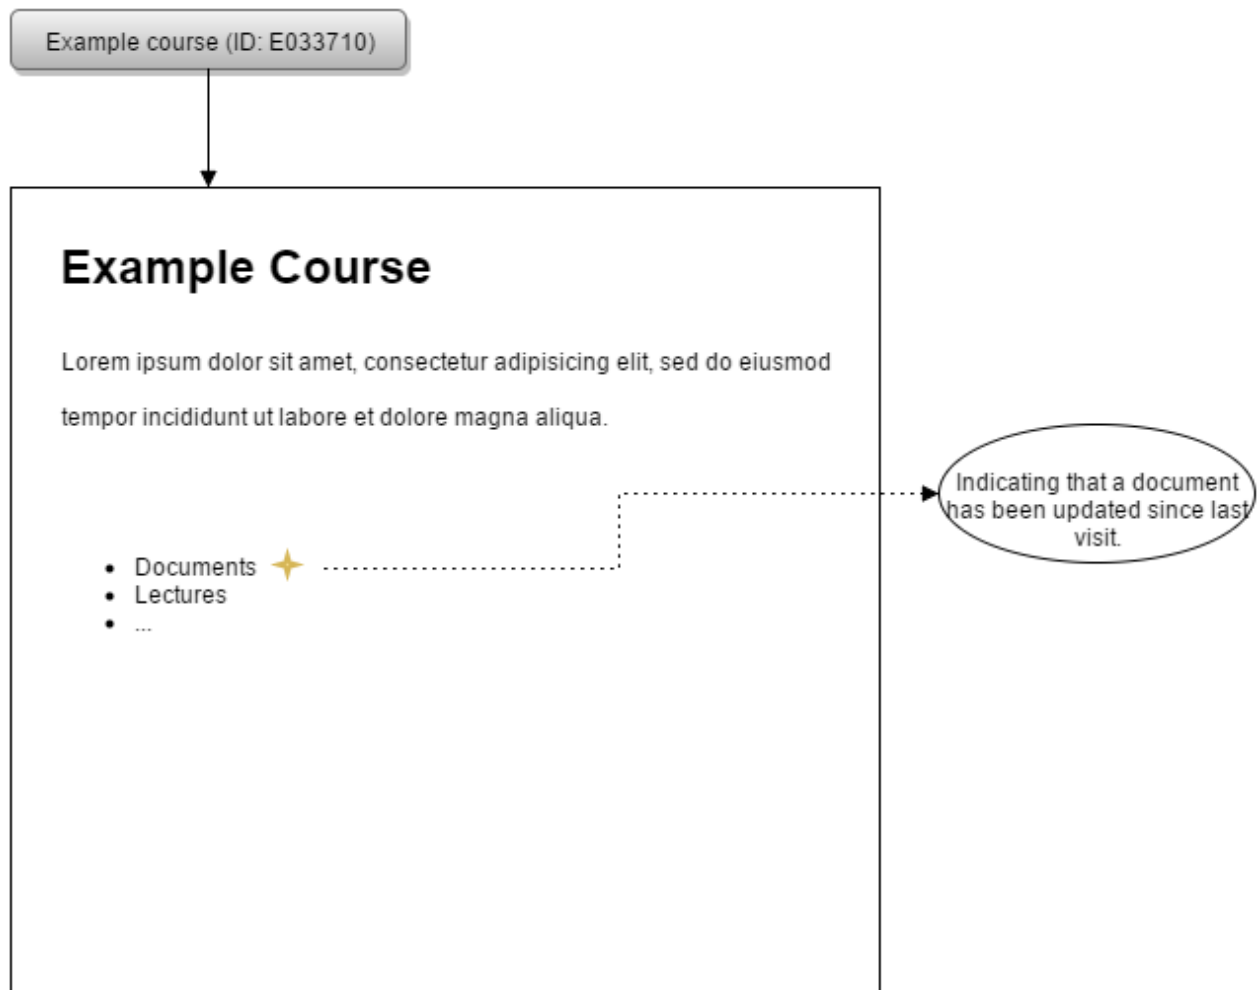 Example course (ID: E033710)
Example Course
Lorem ipsum dolor sit amet, consectetur adipisicing elit, sed do eiusmod
tempor incididunt ut labore et dolore magna aliqua.
Indicating that a document
has been updated since last
visit.
• Documents
• Lectures
• ...